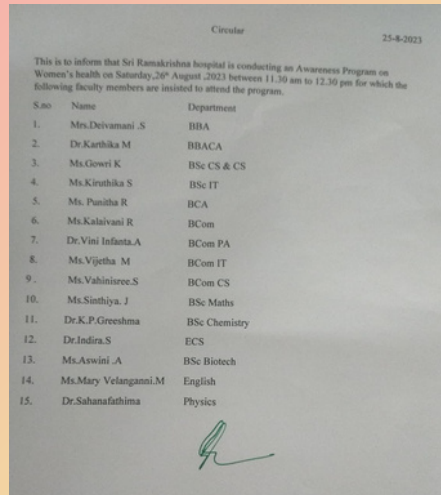 Circular
25-8-2023
This is to inform that Sri Ramakrishna hospital is conducting an Awareness Program on
Women's health on Saturday,26th August ,2023 between 11.30 am to 12.30 pm for which the
following faculty members are insisted to attend the program.
S.no Name Department
1. Mrs.Deivamani .S BBA
2. Dr.Karthika M BBACA
3. Ms.Gowri K BSc CS & CS
4. Ms.Kiruthika S BSc IT
5. Ms. Punitha R BCA
6. Ms.Kalaivani R BCom
7. Dr.Vini Infanta.A BCom PA
8. Ms.Vijetha M BCom IT
9. Ms.Vahinisree.S BCom CS
10. Ms.Sinthiya. J BSc Maths
11. Dr.K.P.Greeshma BSc Chemistry
12. Dr.Indira.S ECS
13. Ms.Aswini .A BSc Biotech
14. Ms.Mary Velanganni.M English
15. Dr.Sahanafathima Physics